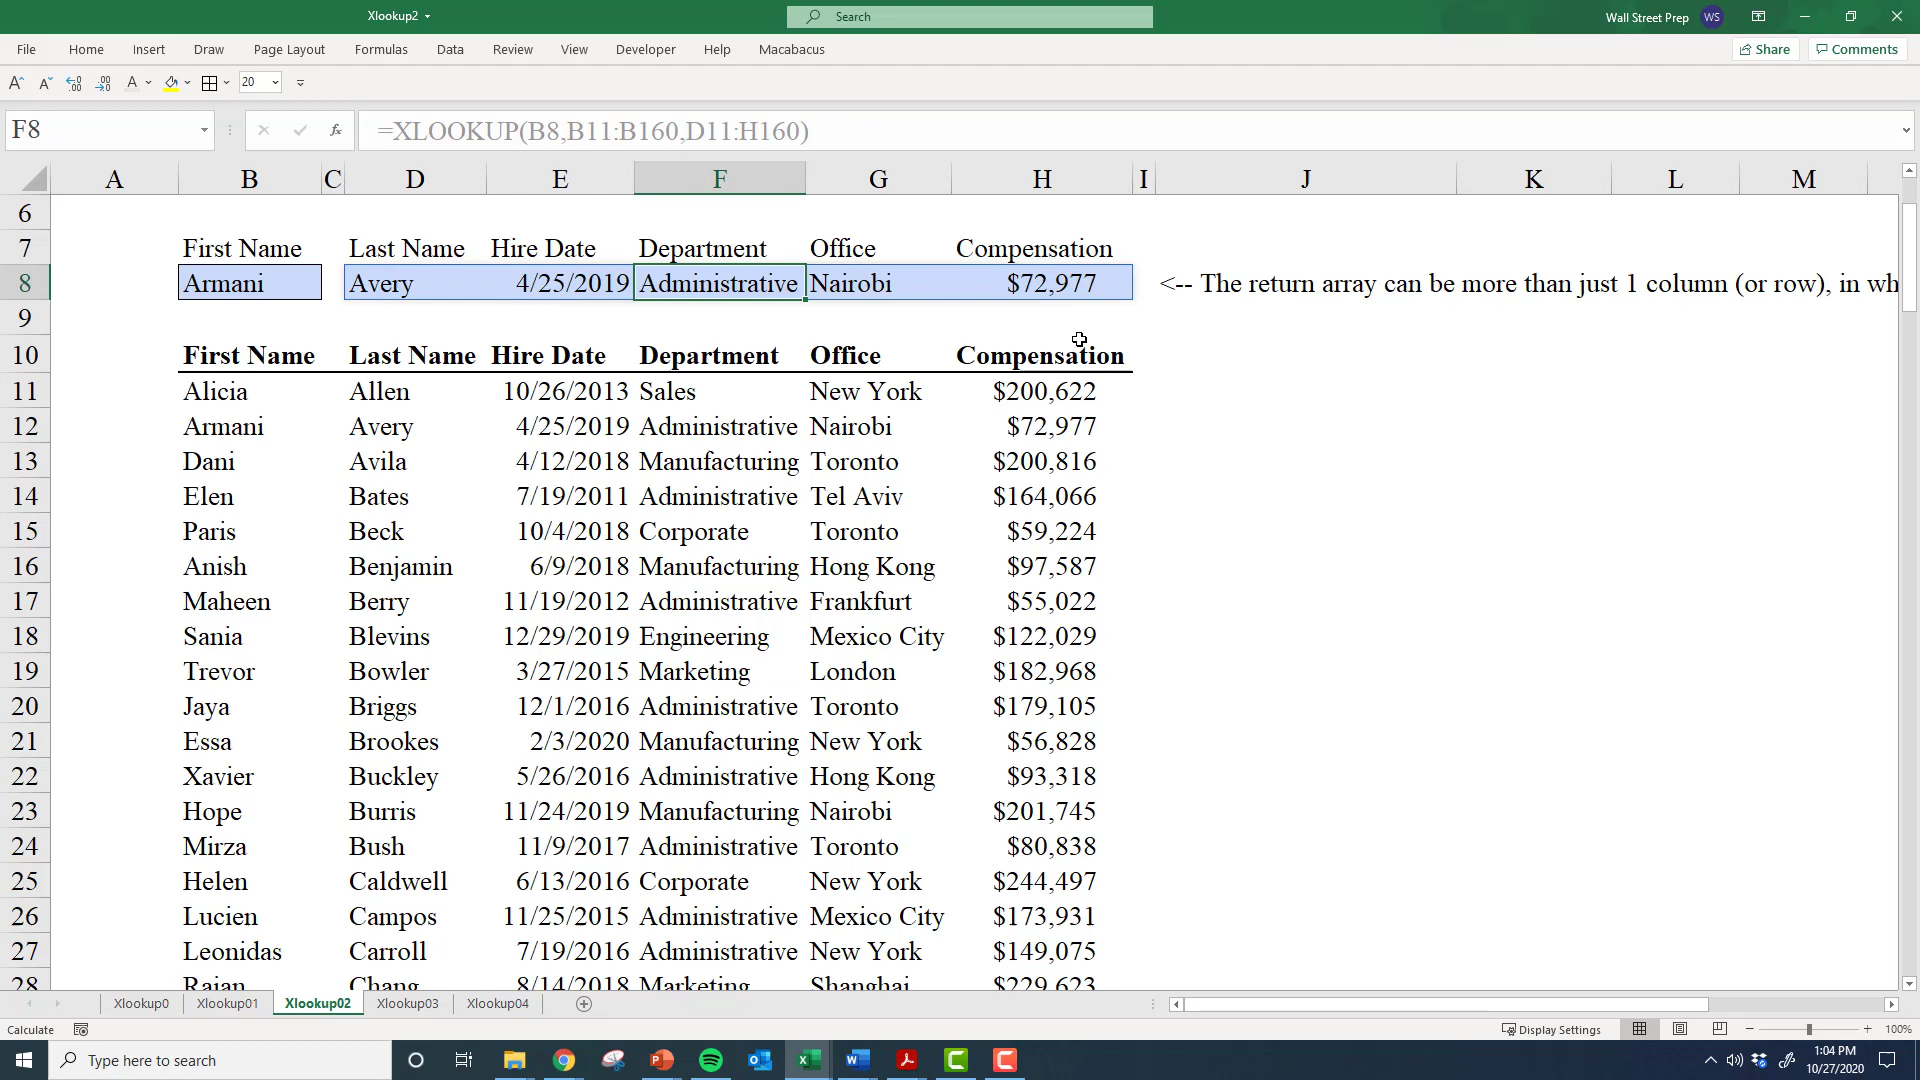 Xlookup2
Search
Wall Street Prep WS
File Home Insert Draw Page Layout Formulas Data Review View Developer Help Macabacus Share Comments
20
F8 fx =XLOOKUP(B8,B11:B160,D11:H160)
A B C D E F G H I J K L M
6
7 First Name Last Name Hire Date Department Office Compensation
8 Armani Avery 4/25/2019 Administrative Nairobi $72,977 <-- The return array can be more than just 1 column (or row), in wh
9
10 First Name Last Name Hire Date Department Office Compensation
11 Alicia Allen 10/26/2013 Sales New York $200,622
12 Armani Avery 4/25/2019 Administrative Nairobi $72,977
13 Dani Avila 4/12/2018 Manufacturing Toronto $200,816
14 Elen Bates 7/19/2011 Administrative Tel Aviv $164,066
15 Paris Beck 10/4/2018 Corporate Toronto $59,224
16 Anish Benjamin 6/9/2018 Manufacturing Hong Kong $97,587
17 Maheen Berry 11/19/2012 Administrative Frankfurt $55,022
18 Sania Blevins 12/29/2019 Engineering Mexico City $122,029
19 Trevor Bowler 3/27/2015 Marketing London $182,968
20 Jaya Briggs 12/1/2016 Administrative Toronto $179,105
21 Essa Brookes 2/3/2020 Manufacturing New York $56,828
22 Xavier Buckley 5/26/2016 Administrative Hong Kong $93,318
23 Hope Burris 11/24/2019 Manufacturing Nairobi $201,745
24 Mirza Bush 11/9/2017 Administrative Toronto $80,838
25 Helen Caldwell 6/13/2016 Corporate New York $244,497
26 Lucien Campos 11/25/2015 Administrative Mexico City $173,931
27 Leonidas Carroll 7/19/2016 Administrative New York $149,075
28 Rajan Chang 8/14/2018 Marketing Shanghai $229,623
Xlookup0 Xlookup01 Xlookup02 Xlookup03 Xlookup04
Calculate Display Settings 100%
Type here to search
1:04 PM
10/27/2020